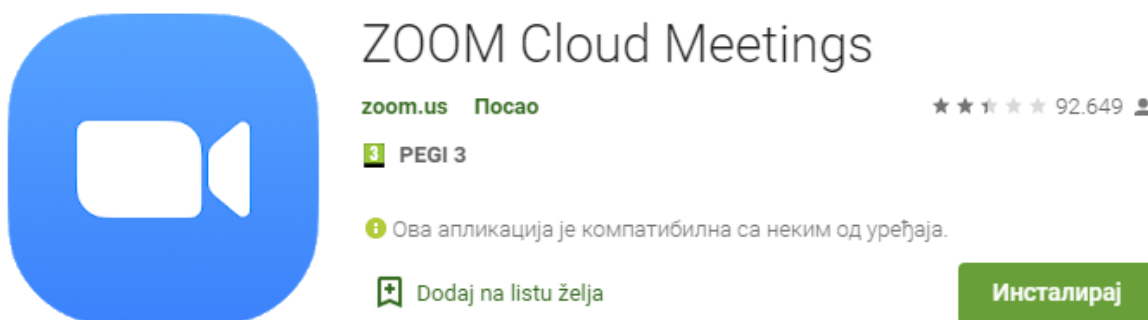 ZOOM Cloud Meetings
zoom.us Посао 92.649
3 PEGI 3
Ова апликација је компатибилна са неким од уређаја.
Dodaj na listu želja
Инсталирај